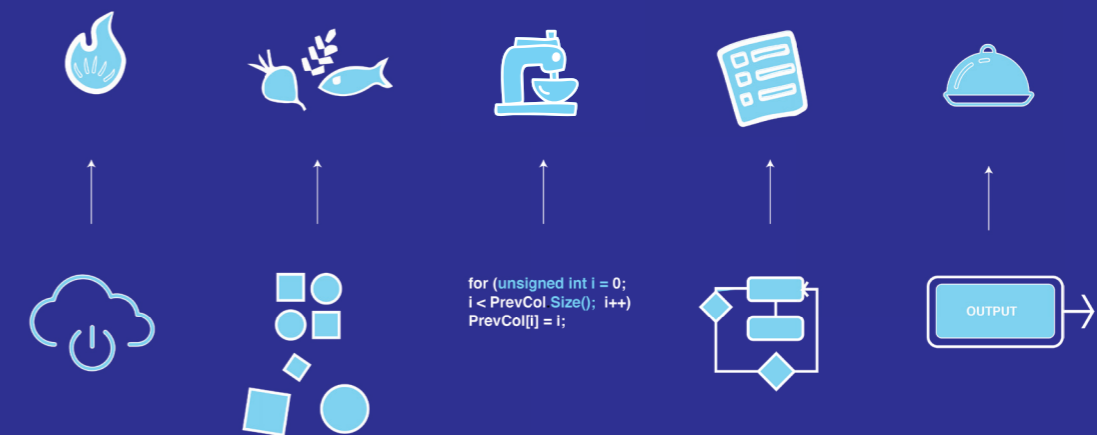 for (unsigned int i = 0;
i < PrevCol Size(); i++)
PrevCol[i] = i;
OUTPUT